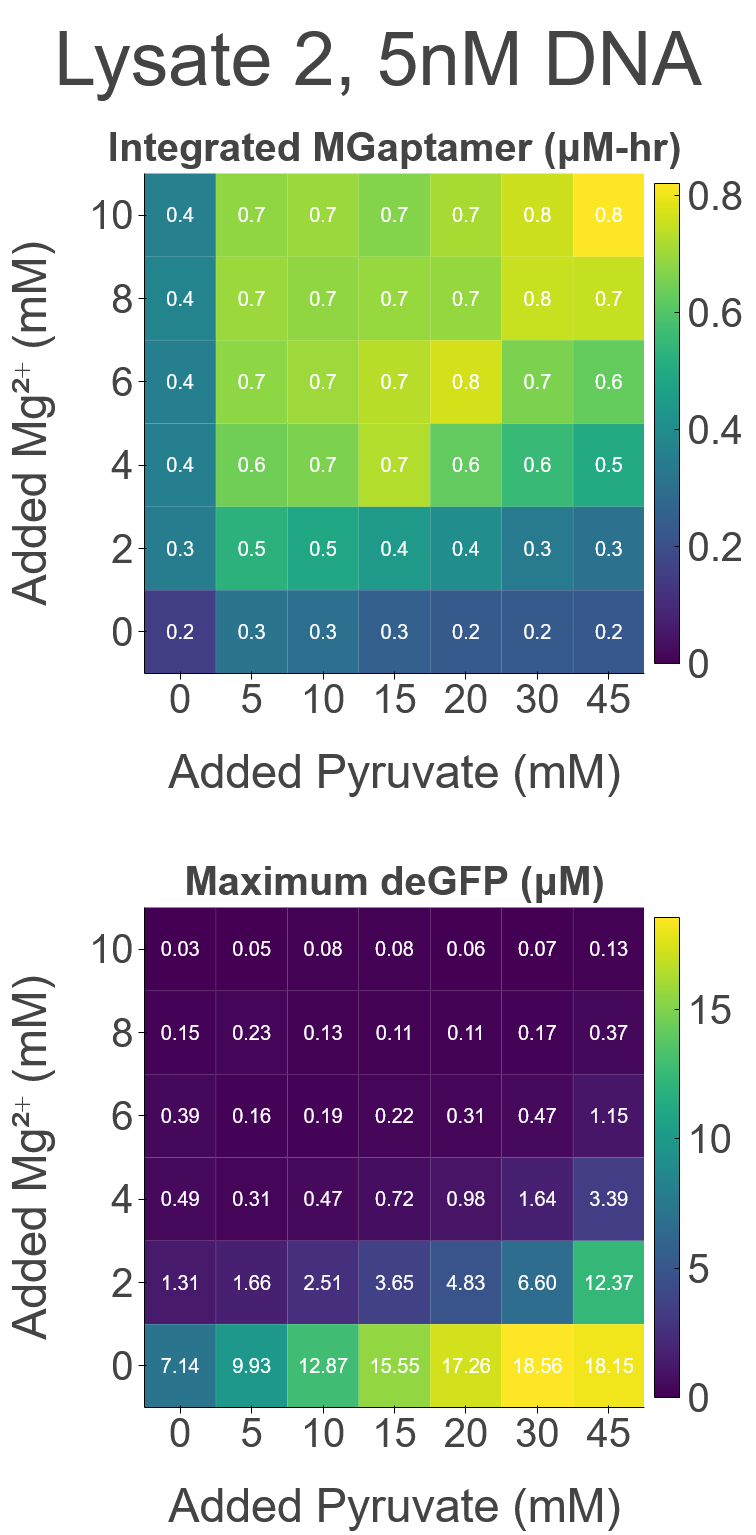 Lysate 2, 5nM DNA
Integrated MGaptamer (µM-hr)
Added Mg²⁺ (mM)
10 0.4 0.7 0.7 0.7 0.7 0.8 0.8
8 0.4 0.7 0.7 0.7 0.7 0.8 0.7
6 0.4 0.7 0.7 0.7 0.8 0.7 0.6
4 0.4 0.6 0.7 0.7 0.6 0.6 0.5
2 0.3 0.5 0.5 0.4 0.4 0.3 0.3
0 0.2 0.3 0.3 0.3 0.2 0.2 0.2
0 5 10 15 20 30 45
Added Pyruvate (mM)
0.8
0.6
0.4
0.2
0
Maximum deGFP (µM)
Added Mg²⁺ (mM)
10 0.03 0.05 0.08 0.08 0.06 0.07 0.13
8 0.15 0.23 0.13 0.11 0.11 0.17 0.37
6 0.39 0.16 0.19 0.22 0.31 0.47 1.15
4 0.49 0.31 0.47 0.72 0.98 1.64 3.39
2 1.31 1.66 2.51 3.65 4.83 6.60 12.37
0 7.14 9.93 12.87 15.55 17.26 18.56 18.15
0 5 10 15 20 30 45
Added Pyruvate (mM)
15
10
5
0